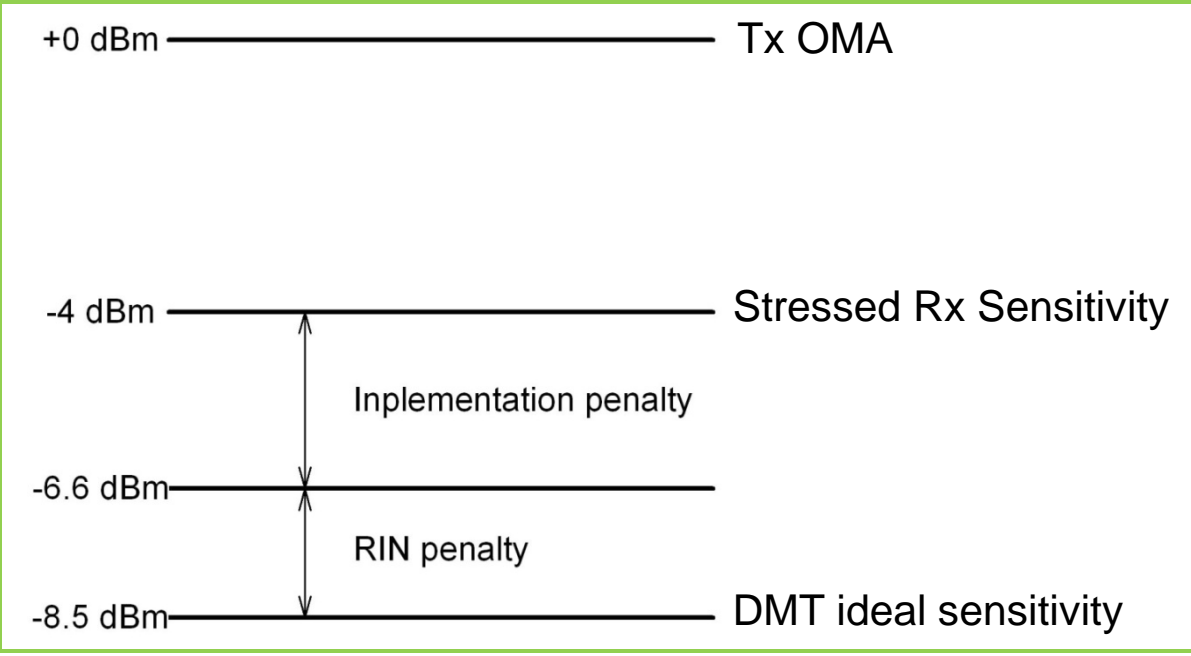 +0 dBm Tx OMA
-4 dBm Stressed Rx Sensitivity
Inplementation penalty
-6.6 dBm
RIN penalty
-8.5 dBm DMT ideal sensitivity